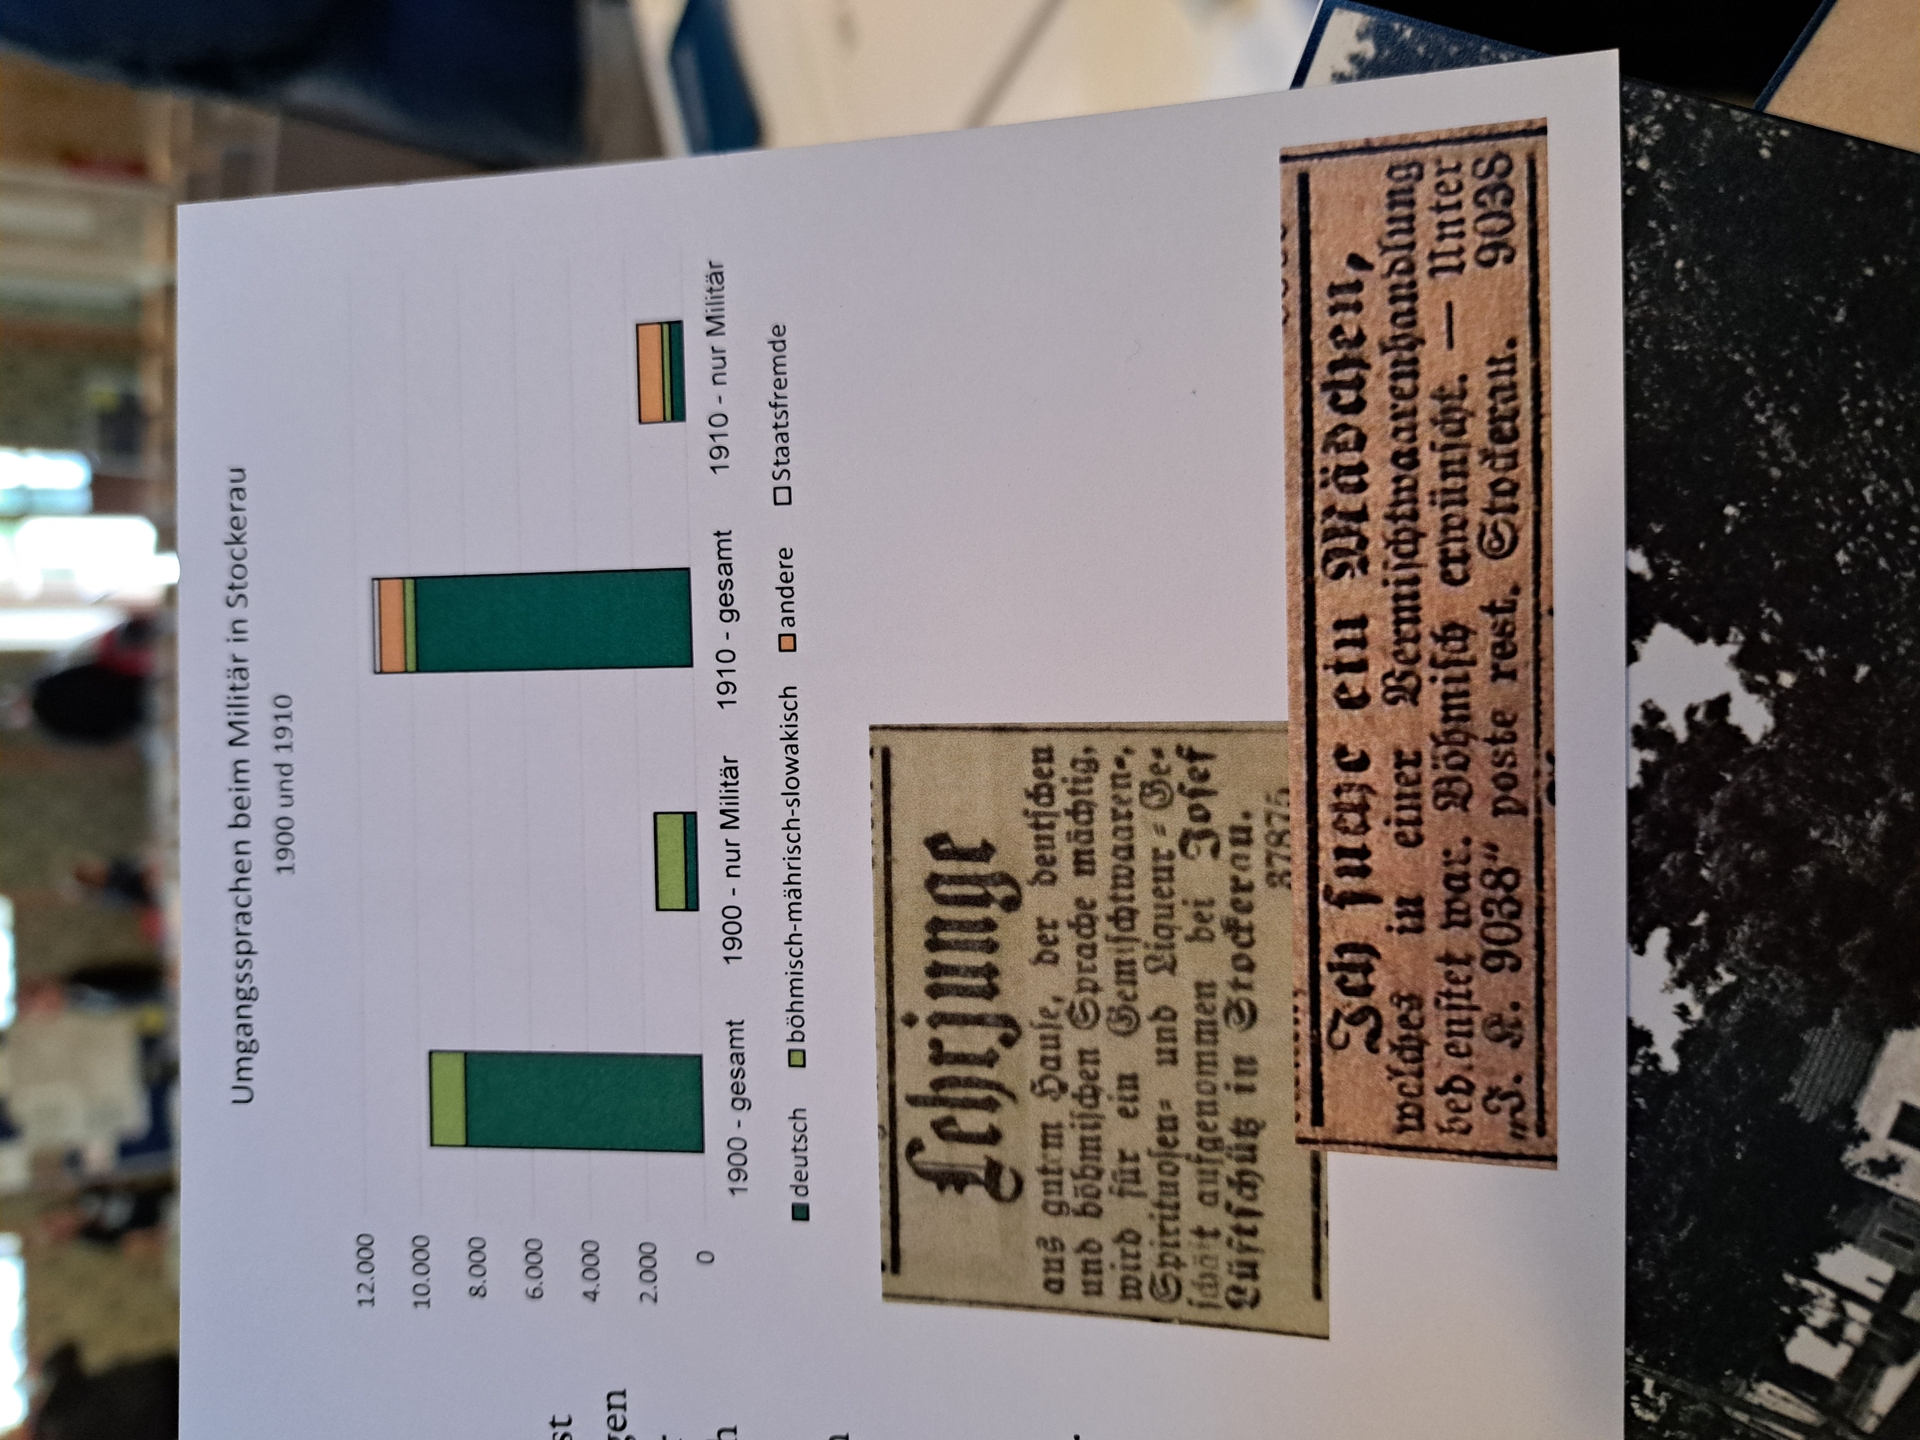 Umgangssprachen beim Militär in Stockerau
1900 und 1910
12.000
10.000
8.000
6.000
4.000
2.000
0
1900 - gesamt
1900 - nur Militär
1910 - gesamt
1910 - nur Militär
deutsch
böhmisch-mährisch-slowakisch
andere
Staatsfremde
st
gen
h
Lehrjunge
aus gutem Hause, der deutschen
und böhmischen Sprache mächtig,
wird für ein Gemischtwaaren-,
Spirituosen- und Liqueur-Ge-
schäft aufgenommen bei Josef
Lüftschütz in Stockerau.
37875
Ich suche ein Mädchen,
welches in einer Vermischtwaarenhandlung
bedienstet war. Böhmisch erwünscht. — Unter
„J. K. 9038“ poste rest. Stockerau. 9038